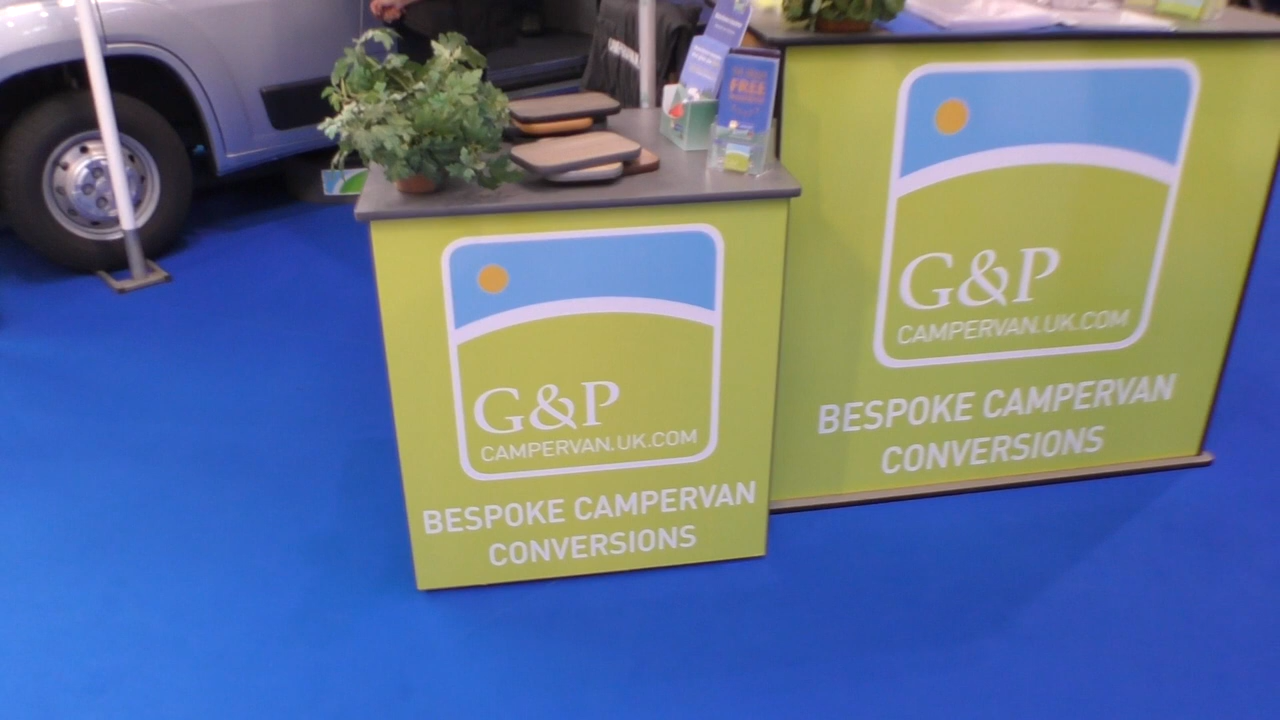 FREE
G&P
CAMPERVAN.UK.COM
BESPOKE CAMPERVAN
CONVERSIONS
G&P
CAMPERVAN.UK.COM
BESPOKE CAMPERVAN
CONVERSIONS